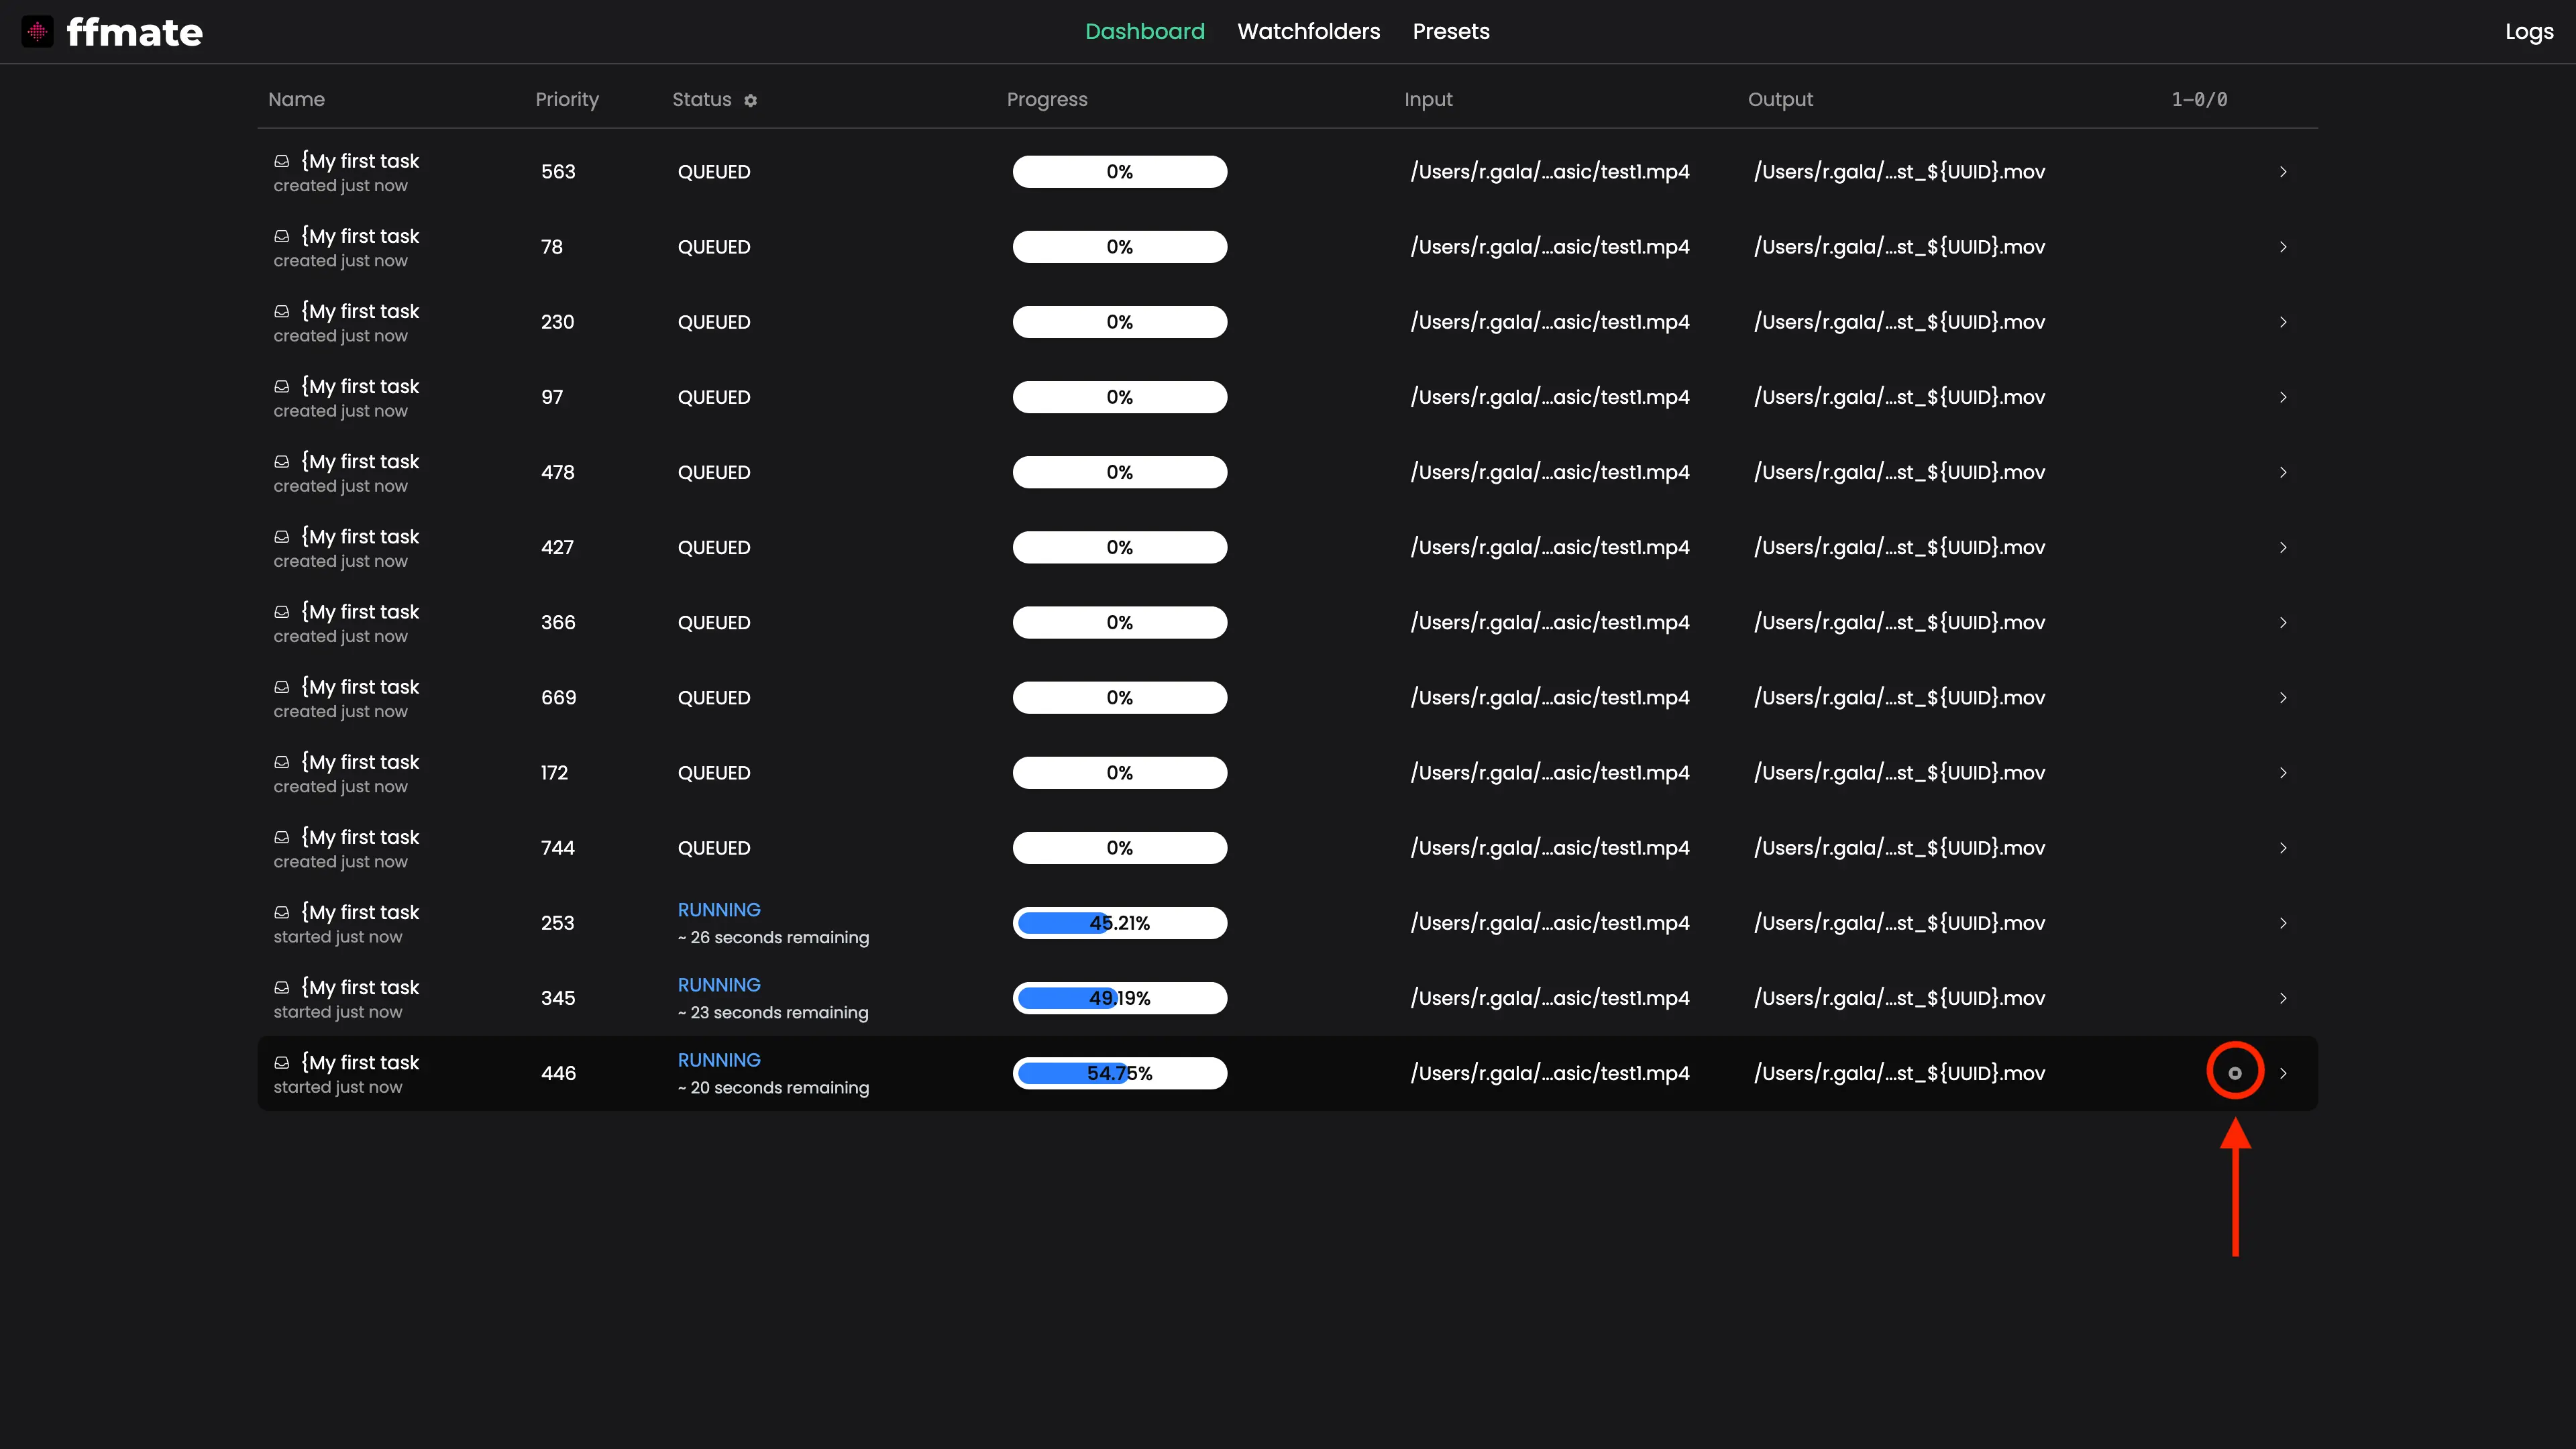 ffmate
Dashboard Watchfolders Presets
Logs
Name Priority Status Progress Input Output 1–0/0
{My first task
created just now
563 QUEUED 0% /Users/r.gala/...asic/test1.mp4 /Users/r.gala/...st_${UUID}.mov
{My first task
created just now
78 QUEUED 0% /Users/r.gala/...asic/test1.mp4 /Users/r.gala/...st_${UUID}.mov
{My first task
created just now
230 QUEUED 0% /Users/r.gala/...asic/test1.mp4 /Users/r.gala/...st_${UUID}.mov
{My first task
created just now
97 QUEUED 0% /Users/r.gala/...asic/test1.mp4 /Users/r.gala/...st_${UUID}.mov
{My first task
created just now
478 QUEUED 0% /Users/r.gala/...asic/test1.mp4 /Users/r.gala/...st_${UUID}.mov
{My first task
created just now
427 QUEUED 0% /Users/r.gala/...asic/test1.mp4 /Users/r.gala/...st_${UUID}.mov
{My first task
created just now
366 QUEUED 0% /Users/r.gala/...asic/test1.mp4 /Users/r.gala/...st_${UUID}.mov
{My first task
created just now
669 QUEUED 0% /Users/r.gala/...asic/test1.mp4 /Users/r.gala/...st_${UUID}.mov
{My first task
created just now
172 QUEUED 0% /Users/r.gala/...asic/test1.mp4 /Users/r.gala/...st_${UUID}.mov
{My first task
created just now
744 QUEUED 0% /Users/r.gala/...asic/test1.mp4 /Users/r.gala/...st_${UUID}.mov
{My first task
started just now
253 RUNNING
~ 26 seconds remaining
45.21% /Users/r.gala/...asic/test1.mp4 /Users/r.gala/...st_${UUID}.mov
{My first task
started just now
345 RUNNING
~ 23 seconds remaining
49.19% /Users/r.gala/...asic/test1.mp4 /Users/r.gala/...st_${UUID}.mov
{My first task
started just now
446 RUNNING
~ 20 seconds remaining
54.75% /Users/r.gala/...asic/test1.mp4 /Users/r.gala/...st_${UUID}.mov